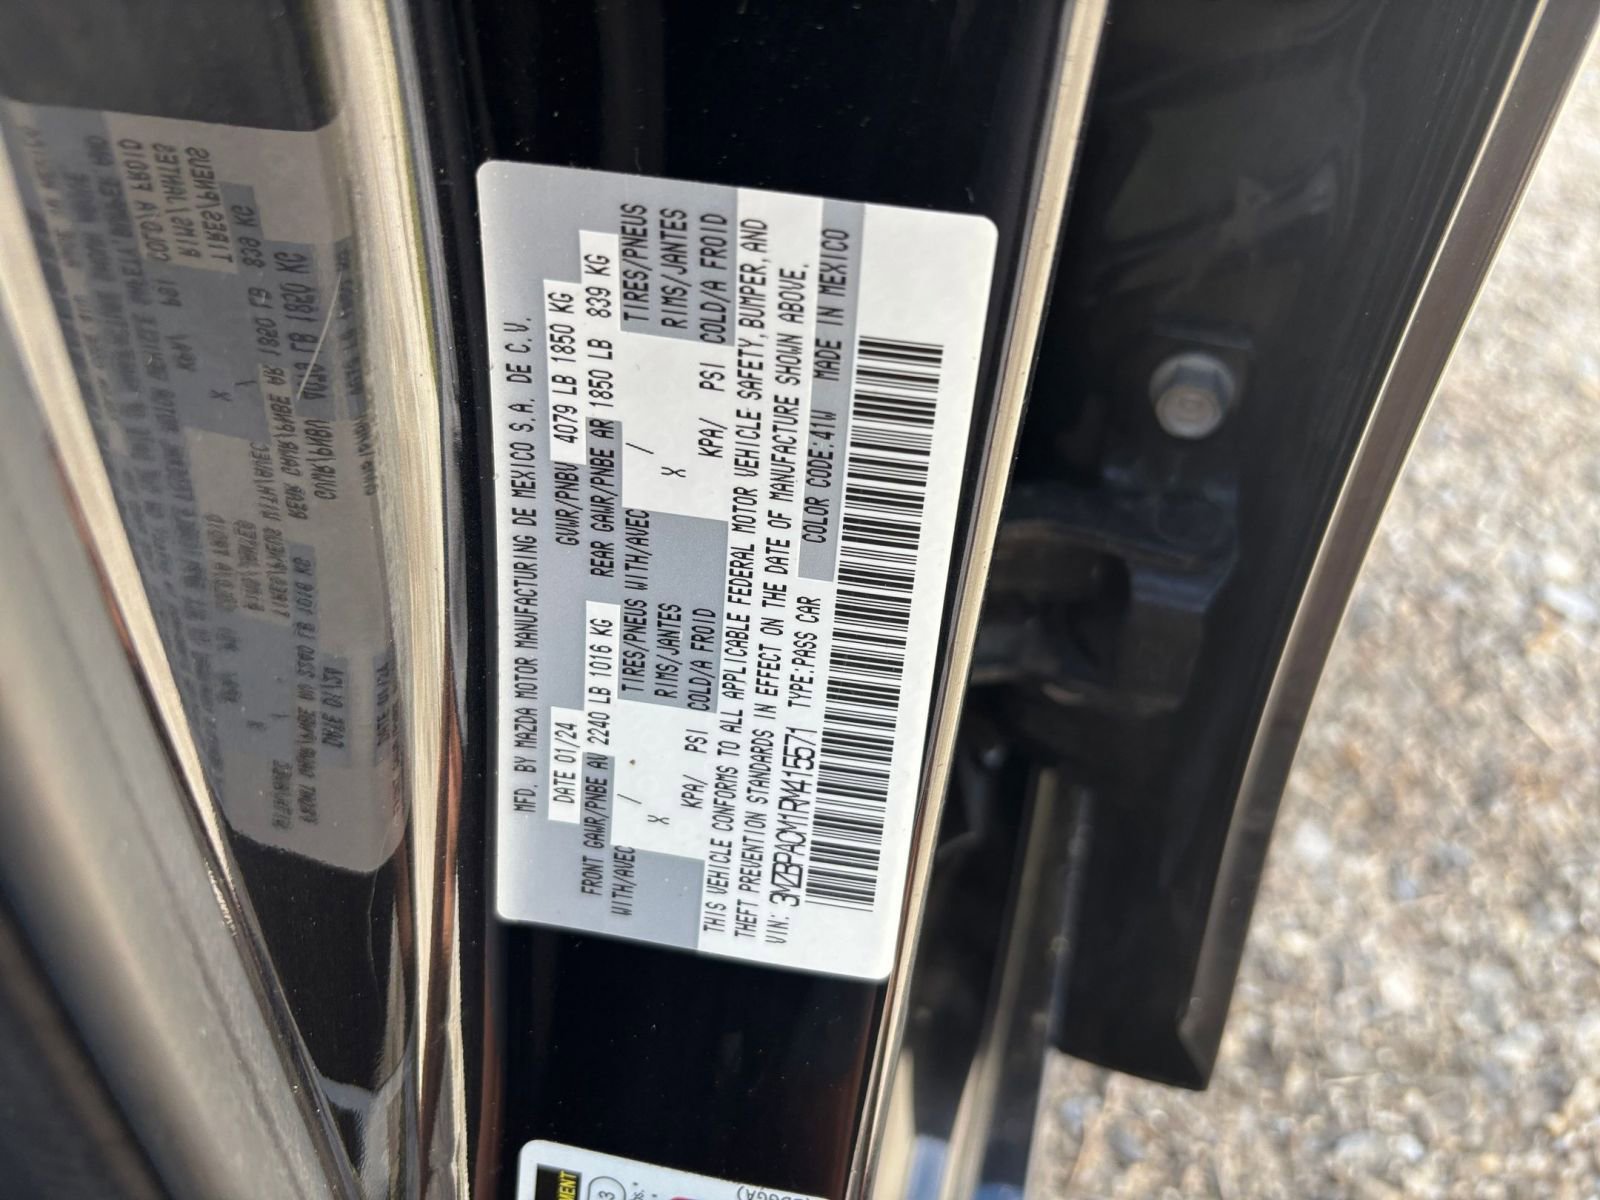 MFD. BY MAZDA MOTOR MANUFACTURING DE MEXICO S.A. DE C.V.
DATE 01/24 GVWR/PNBV 4079 LB 1850 KG
FRONT GAWR/PNBE AV 2240 LB 1016 KG REAR GAWR/PNBE AR 1850 LB 839 KG
WITH/AVEC / TIRES/PNEUS WITH/AVEC / TIRES/PNEUS
X RIMS/JANTES X RIMS/JANTES
KPA/ PSI COLD/A FROID KPA/ PSI COLD/A FROID
THIS VEHICLE CONFORMS TO ALL APPLICABLE FEDERAL MOTOR VEHICLE SAFETY, BUMPER, AND
THEFT PREVENTION STANDARDS IN EFFECT ON THE DATE OF MANUFACTURE SHOWN ABOVE.
VIN: 3MZBPACM1RM415571 TYPE:PASS CAR COLOR CODE:41W MADE IN MEXICO